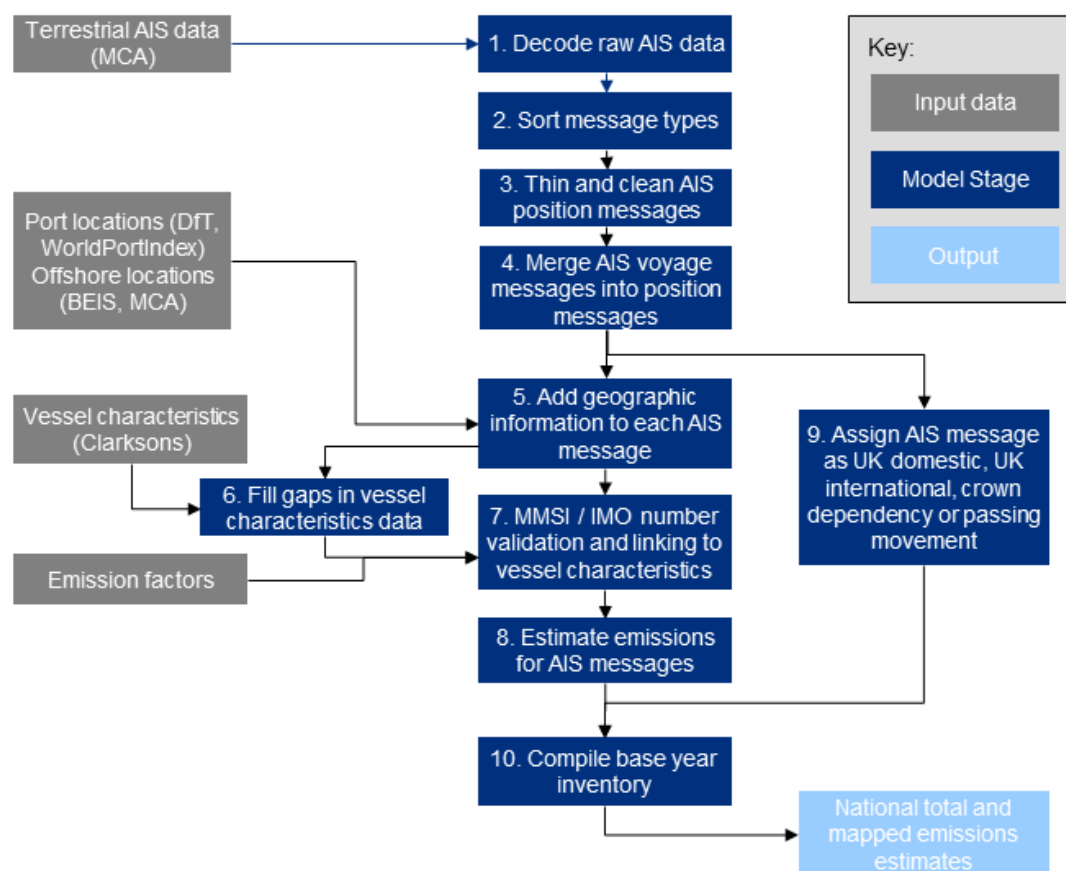 Terrestrial AIS data
(MCA)
1. Decode raw AIS data
Key:
Input data
2. Sort message types
Model Stage
3. Thin and clean AIS
position messages
Port locations (DfT,
WorldPortIndex)
Offshore locations
(BEIS, MCA)
4. Merge AIS voyage
messages into position
messages
Output
5. Add geographic
information to each AIS
message
Vessel characteristics
(Clarksons)
9. Assign AIS message
as UK domestic, UK
international, crown
dependency or passing
movement
6. Fill gaps in vessel
characteristics data
7. MMSI / IMO number
validation and linking to
vessel characteristics
Emission factors
8. Estimate emissions
for AIS messages
10. Compile base year
inventory
National total and
mapped emissions
estimates